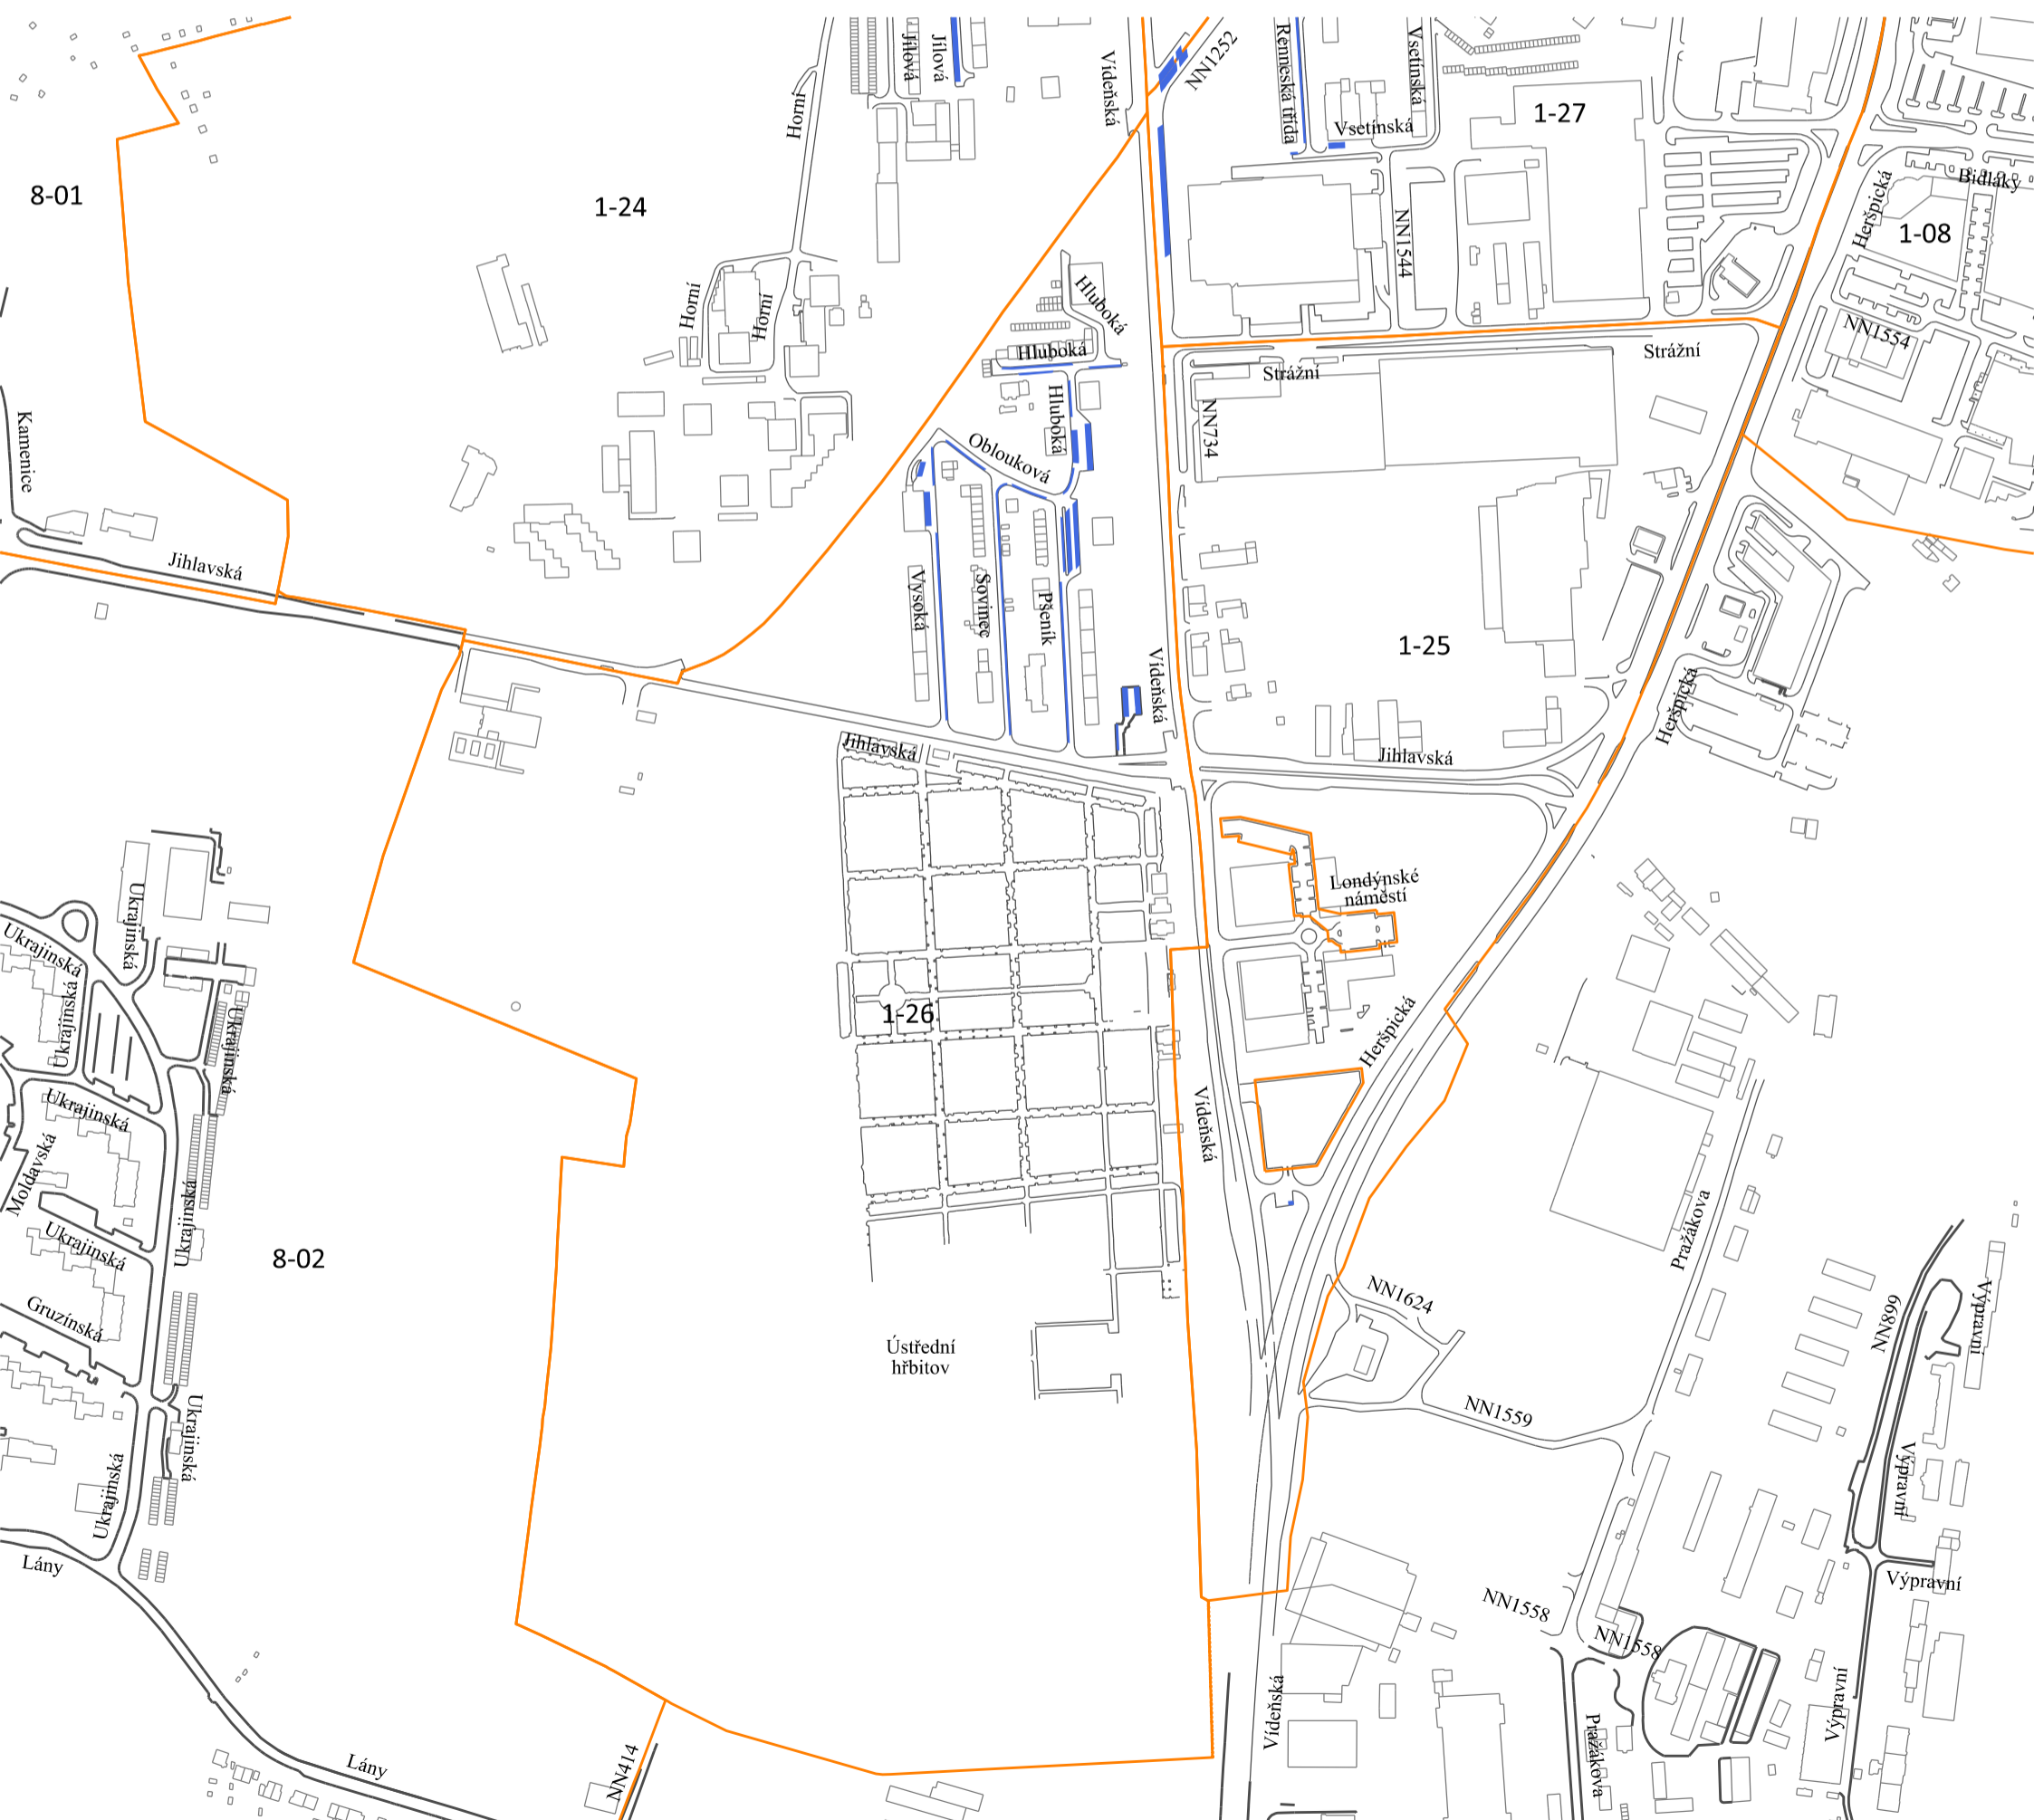 Jílová
Jílová
Vídeňská
NN1252
Renneská třída
Vsetínská
Vsetínská
1-27
Horní
8-01
1-24
NN1544
Heršpická
Bidláky
1-08
Horní
Horní
Hluboká
Hluboká
Hluboká
Strážní
Strážní
NN1554
NN734
Kamenice
Oblouková
Jihlavská
Vysoká
Sovinec
Pšeník
Vídeňská
1-25
Heršpická
Jihlavská
Jihlavská
Londýnské
náměstí
Ukrajinská
Ukrajinská
Ukrajinská
Ukrajinská
1-26
Heršpická
Ukrajinská
Moldavská
Vídeňská
Ukrajinská
Ukrajinská
8-02
Pražákova
Gruzínská
NN1624
NN899
Výpravní
Ústřední
hřbitov
Ukrajinská
NN1559
Ukrajinská
Výpravní
Lány
Výpravní
NN1558
NN1558
Vídeňská
Pražákova
Výpravní
Lány
NN414